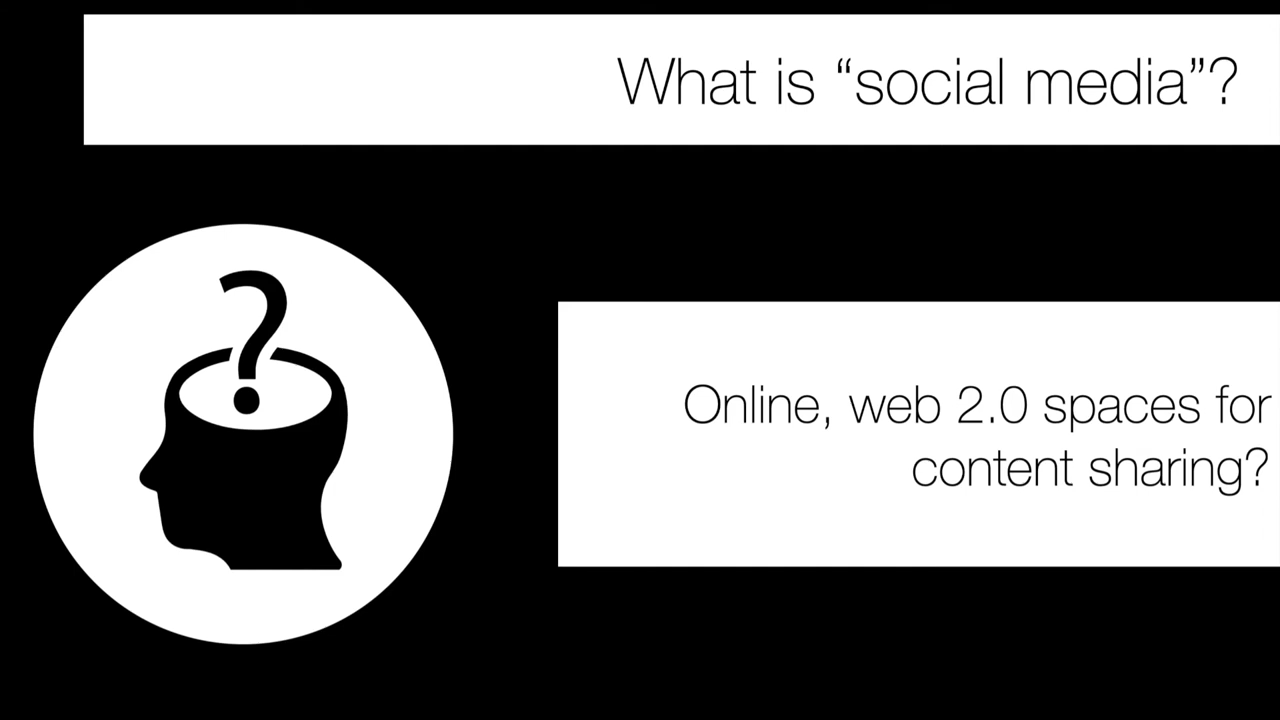 What is “social media”?
Online, web 2.0 spaces for
content sharing?